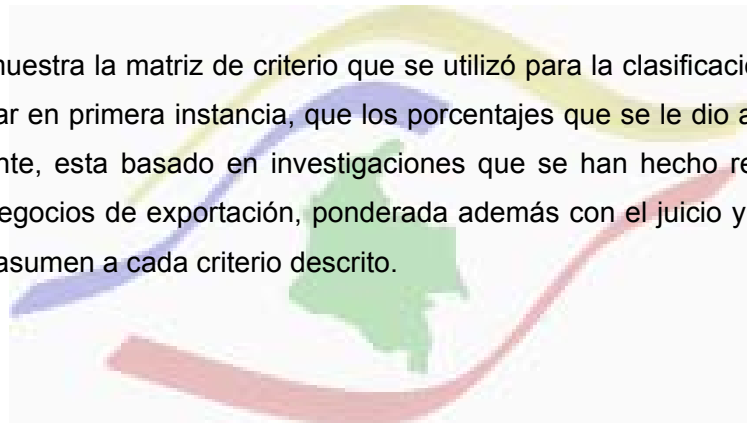 muestra la matriz de criterio que se utilizó para la clasificació
ar en primera instancia, que los porcentajes que se le dio a
nte, esta basado en investigaciones que se han hecho re
egocios de exportación, ponderada además con el juicio y
asumen a cada criterio descrito.